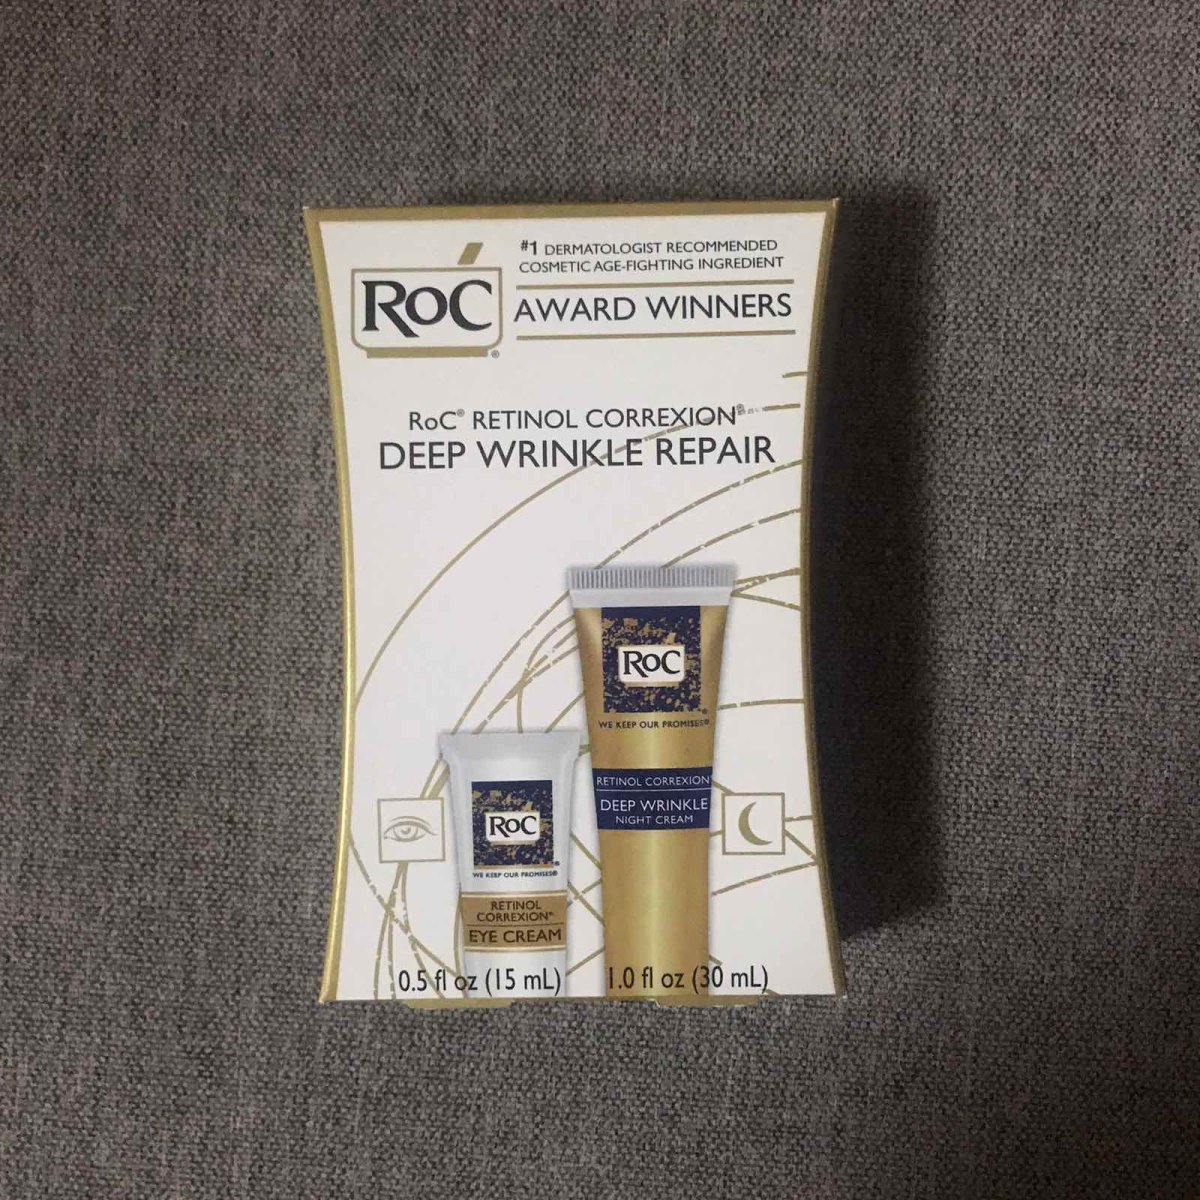 RoC®
#1 DERMATOLOGIST RECOMMENDED
COSMETIC AGE-FIGHTING INGREDIENT
AWARD WINNERS
RoC® RETINOL CORREXION®
DEEP WRINKLE REPAIR
RoC®
WE KEEP OUR PROMISES®
RETINOL CORREXION®
DEEP WRINKLE
NIGHT CREAM
RoC®
WE KEEP OUR PROMISES®
RETINOL
CORREXION®
EYE CREAM
0.5 fl oz (15 mL)
1.0 fl oz (30 mL)